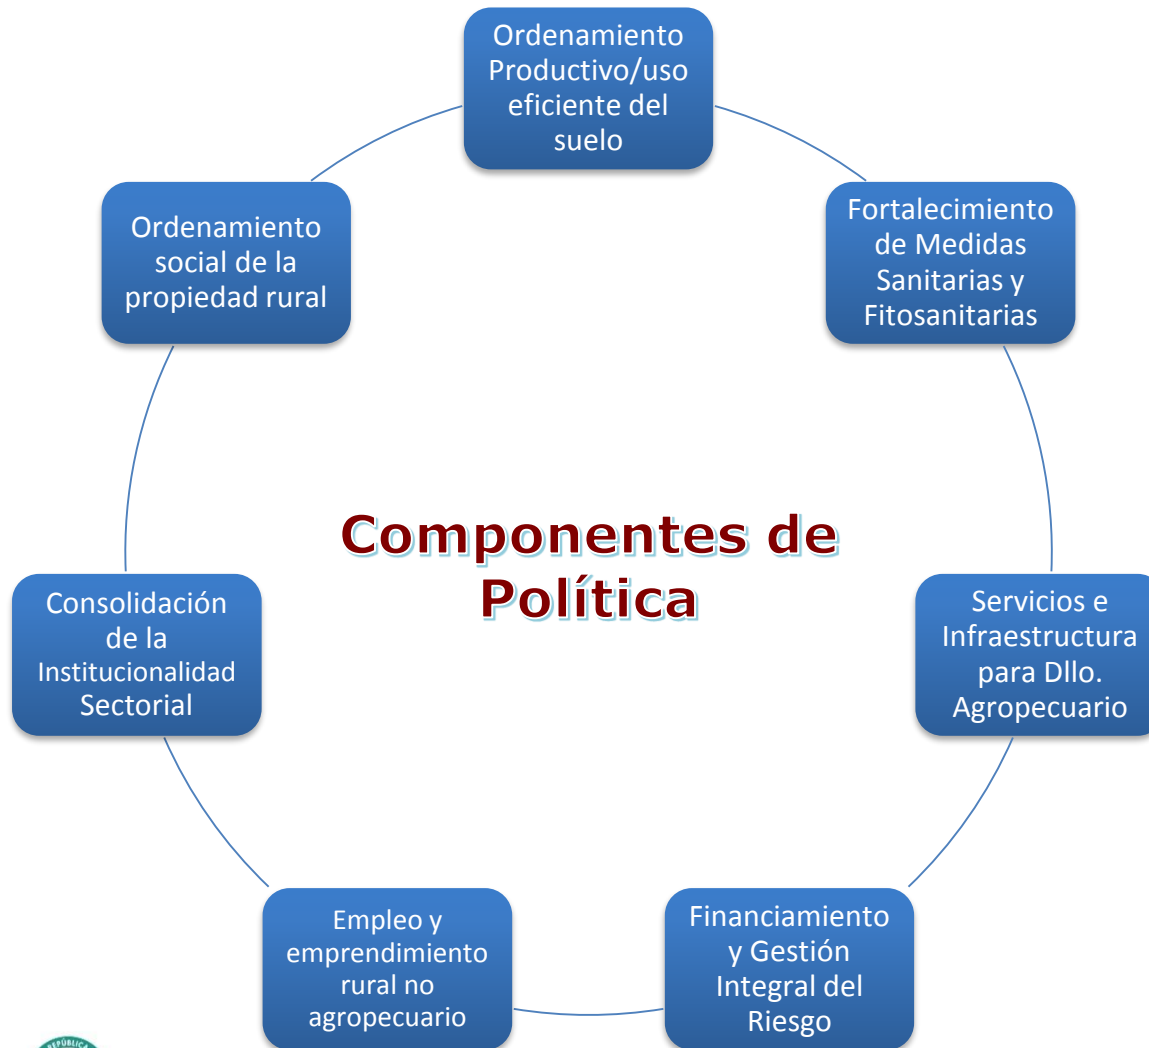 Ordenamiento
Productivo/uso
eficiente del
suelo
Fortalecimiento
de Medidas
Sanitarias y
Fitosanitarias
Servicios e
Infraestructura
para Dllo.
Agropecuario
Financiamiento
y Gestión
Integral del
Riesgo
Empleo y
emprendimiento
rural no
agropecuario
Consolidación
de la
Institucionalidad
Sectorial
Ordenamiento
social de la
propiedad rural
Componentes de
Política
REPÚBLICA